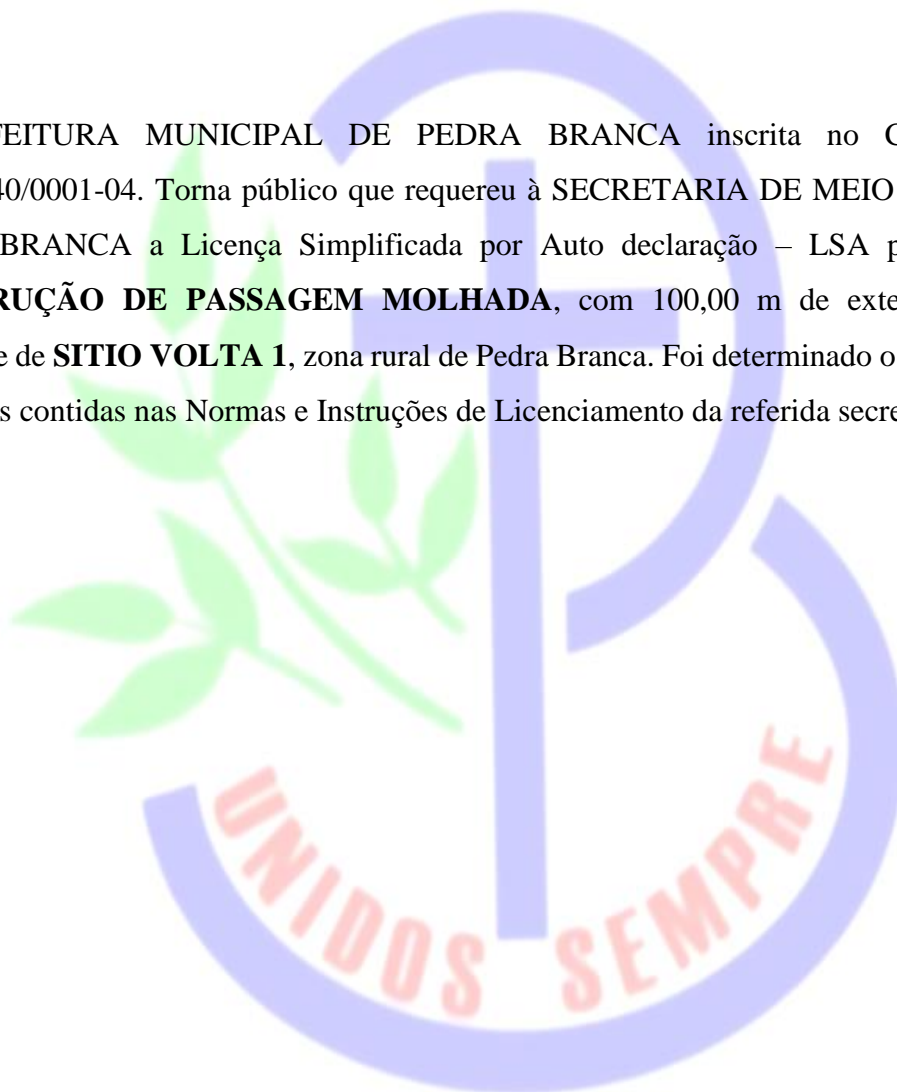 FEITURA MUNICIPAL DE PEDRA BRANCA inscrita no C
40/0001-04. Torna público que requereu à SECRETARIA DE MEIO
BRANCA a Licença Simplificada por Auto declaração – LSA p
RUÇÃO DE PASSAGEM MOLHADA, com 100,00 m de exte
e de SITIO VOLTA 1, zona rural de Pedra Branca. Foi determinado o
s contidas nas Normas e Instruções de Licenciamento da referida secre
UNIDOS SEMPRE